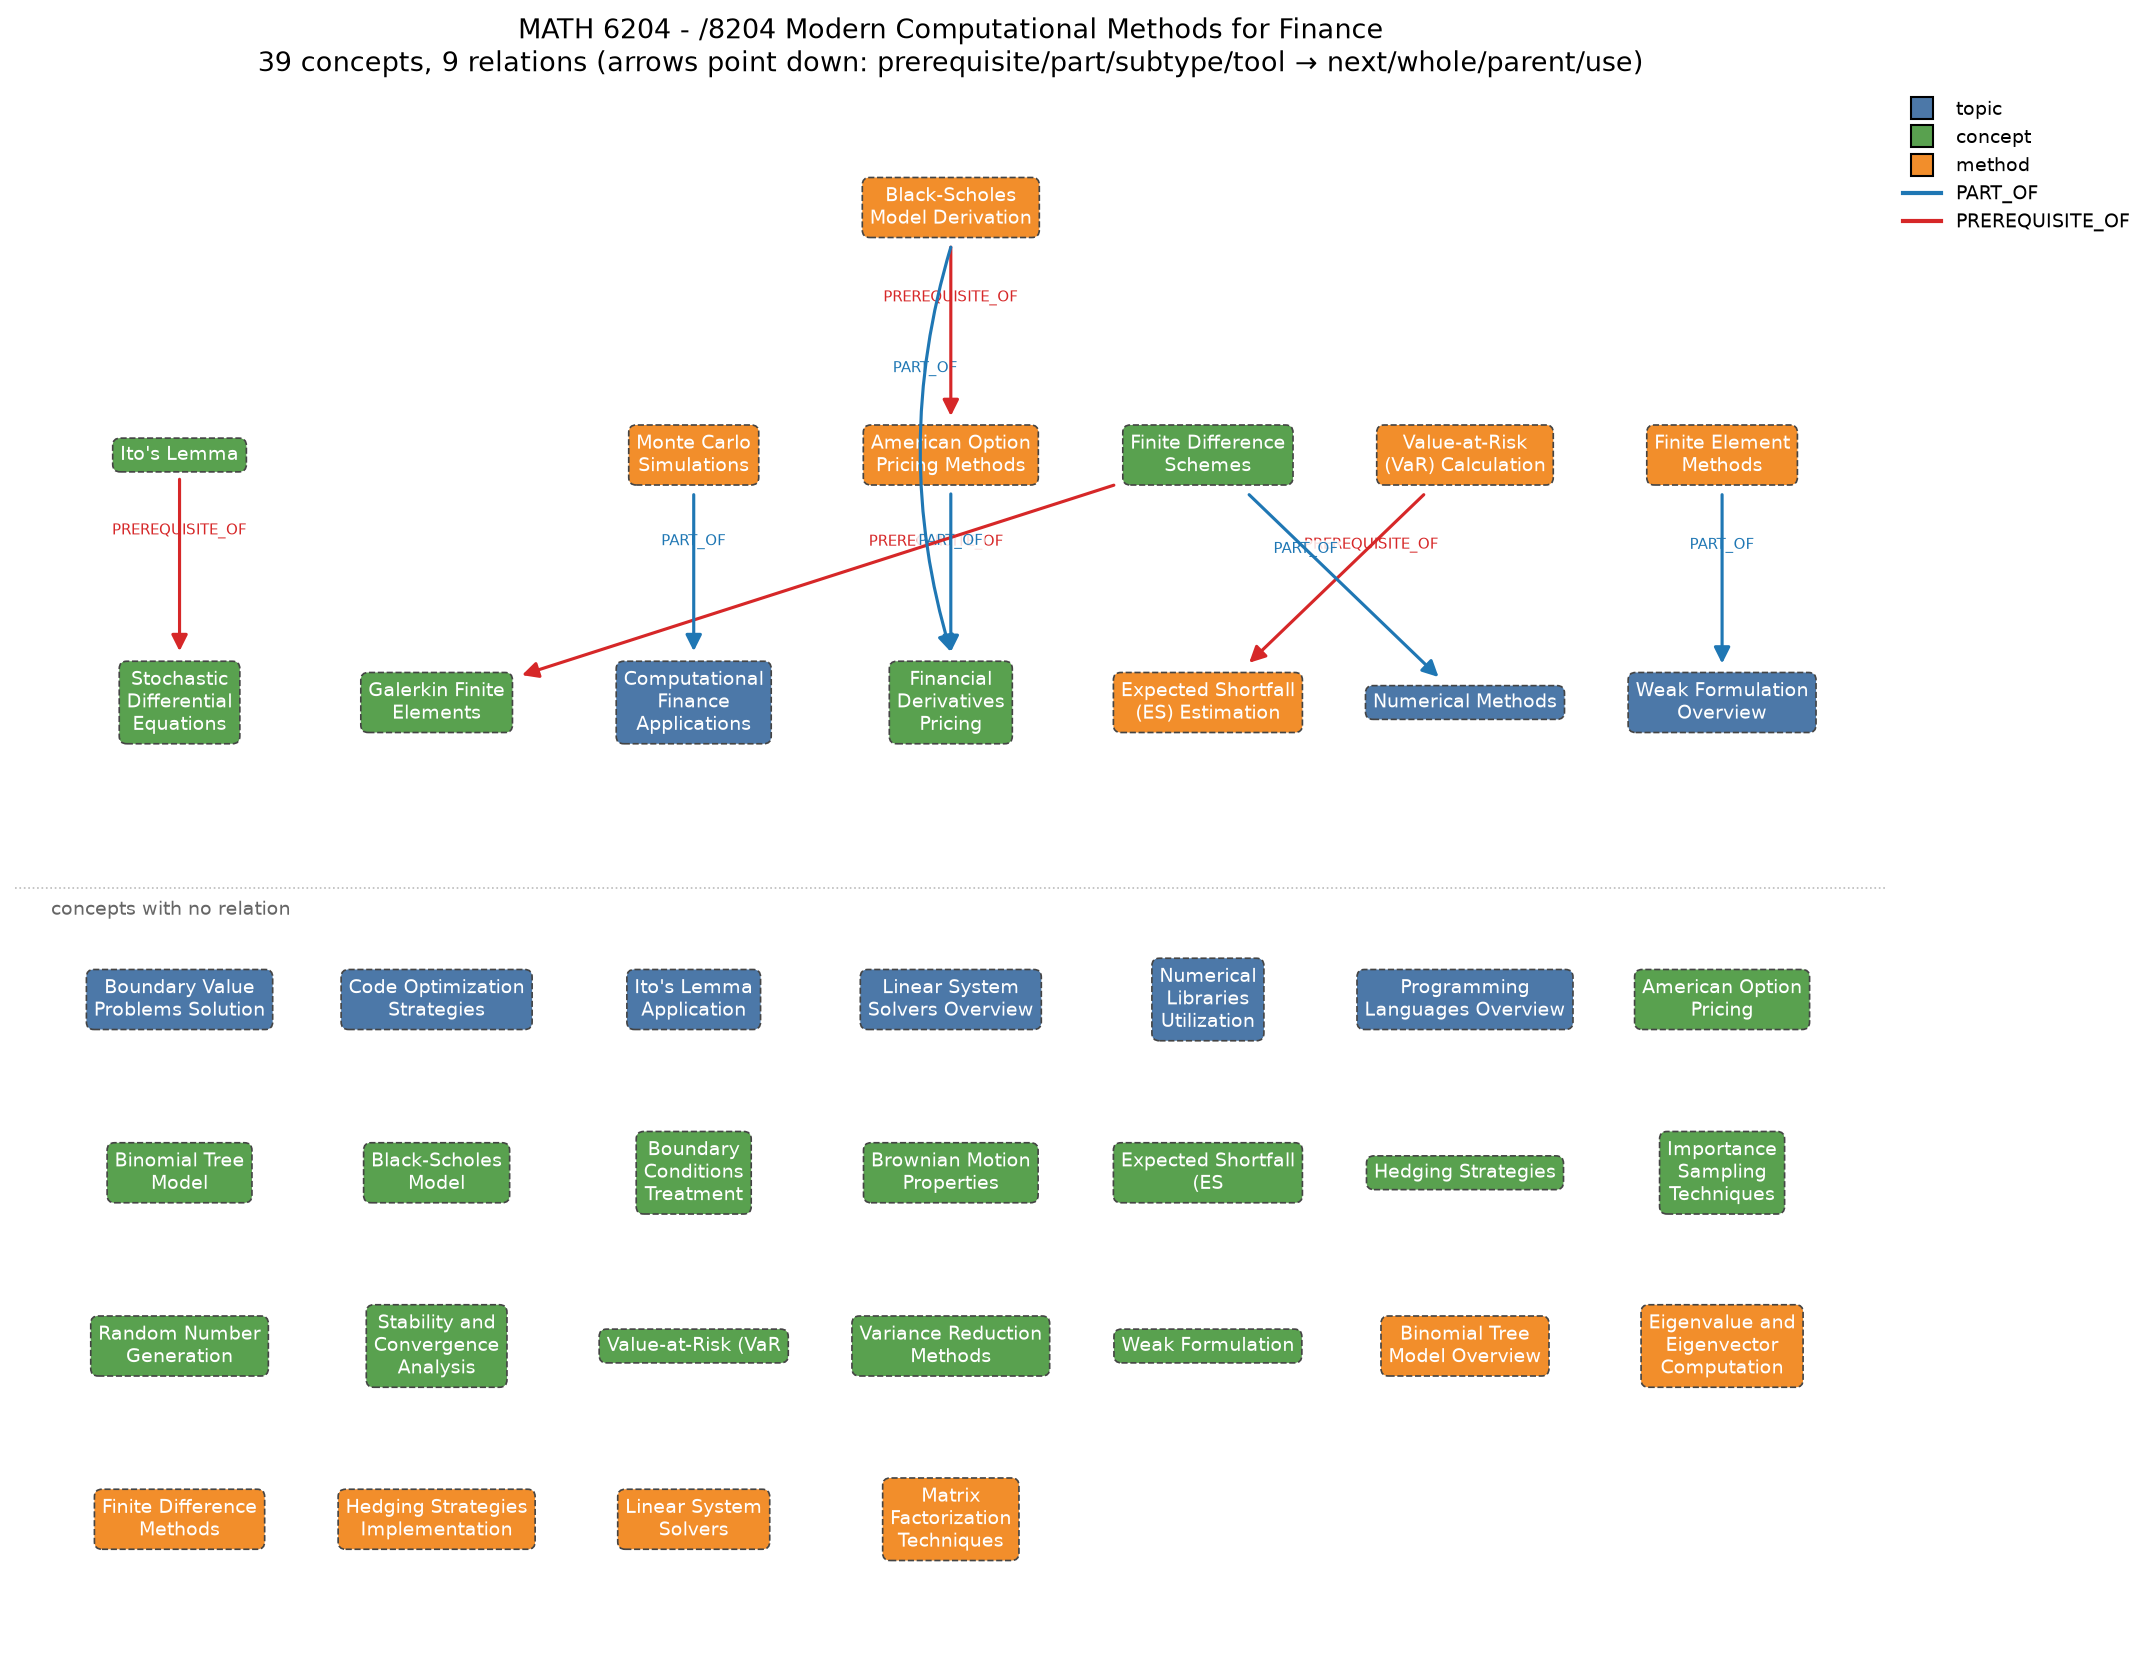 MATH 6204 - /8204 Modern Computational Methods for Finance
39 concepts, 9 relations (arrows point down: prerequisite/part/subtype/tool → next/whole/parent/use)
topic
concept
method
PART_OF
PREREQUISITE_OF
Black-Scholes
Model Derivation
PREREQUISITE_OF
PART_OF
Ito's Lemma
Monte Carlo
Simulations
American Option
Pricing Methods
Finite Difference
Schemes
Value-at-Risk
(VaR) Calculation
Finite Element
Methods
PREREQUISITE_OF
PART_OF
PREREQUISITE_OF
PART_OF
PART_OF
PREREQUISITE_OF
PART_OF
Stochastic
Differential
Equations
Galerkin Finite
Elements
Computational
Finance
Applications
Financial
Derivatives
Pricing
Expected Shortfall
(ES) Estimation
Numerical Methods
Weak Formulation
Overview
concepts with no relation
Boundary Value
Problems Solution
Code Optimization
Strategies
Ito's Lemma
Application
Linear System
Solvers Overview
Numerical
Libraries
Utilization
Programming
Languages Overview
American Option
Pricing
Binomial Tree
Model
Black-Scholes
Model
Boundary
Conditions
Treatment
Brownian Motion
Properties
Expected Shortfall
(ES
Hedging Strategies
Importance
Sampling
Techniques
Random Number
Generation
Stability and
Convergence
Analysis
Value-at-Risk (VaR
Variance Reduction
Methods
Weak Formulation
Binomial Tree
Model Overview
Eigenvalue and
Eigenvector
Computation
Finite Difference
Methods
Hedging Strategies
Implementation
Linear System
Solvers
Matrix
Factorization
Techniques